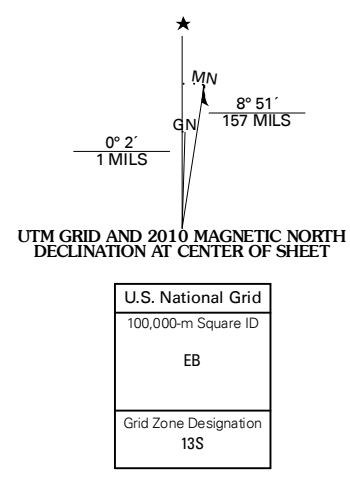 ★
MN
8° 51´
157 MILS
GN
0° 2´
1 MILS
UTM GRID AND 2010 MAGNETIC NORTH
DECLINATION AT CENTER OF SHEET
U.S. National Grid
100,000-m Square ID
EB
Grid Zone Designation
13S